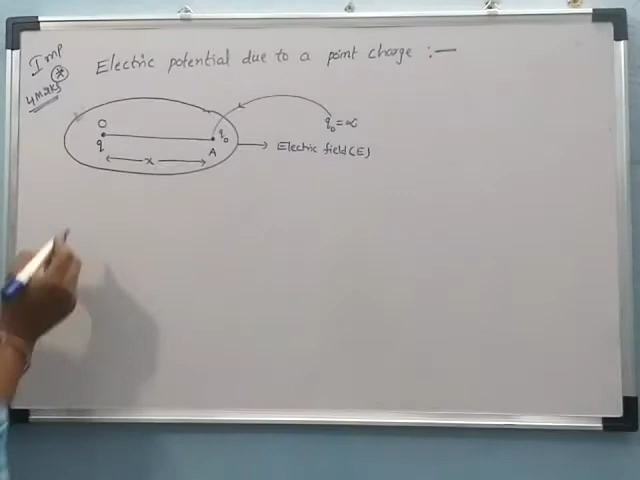 Imp
*
4 Marks
Electric potential due to a point charge :—
O
q
x
q₀
A
q₀=∝
Electric field(E)